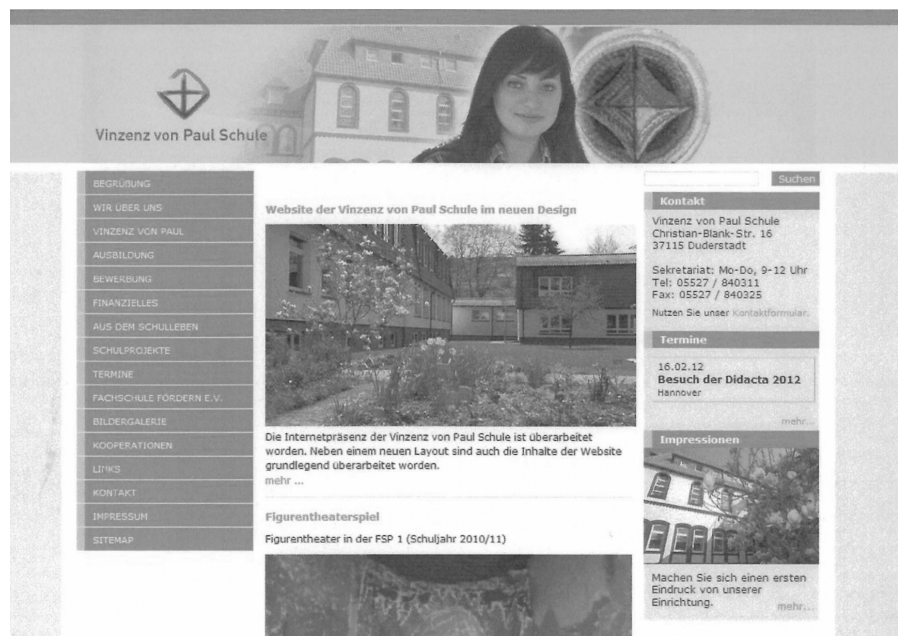 Vinzenz von Paul Schule
BEGRÜßUNG
WIR ÜBER UNS
VINZENZ VON PAUL
AUSBILDUNG
BEWERBUNG
FINANZIELLES
AUS DEM SCHULLEBEN
SCHULPROJEKTE
TERMINE
FACHSCHULE FÖRDERN E.V.
BILDERGALERIE
KOOPERATIONEN
LINKS
KONTAKT
IMPRESSUM
SITEMAP
Website der Vinzenz von Paul Schule im neuen Design
Die Internetpräsenz der Vinzenz von Paul Schule ist überarbeitet
worden. Neben einem neuen Layout sind auch die Inhalte der Website
grundlegend überarbeitet worden.
mehr ...
Figurentheaterspiel
Figurentheater in der FSP 1 (Schuljahr 2010/11)
Suchen
Kontakt
Vinzenz von Paul Schule
Christian-Blank-Str. 16
37115 Duderstadt
Sekretariat: Mo-Do, 9-12 Uhr
Tel: 05527 / 840311
Fax: 05527 / 840325
Nutzen Sie unser Kontaktformular.
Termine
16.02.12
Besuch der Didacta 2012
Hannover
mehr...
Impressionen
Machen Sie sich einen ersten
Eindruck von unserer
Einrichtung.
mehr...